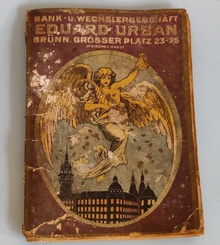 BANK- U. WECHSLERGESCHÄFT
EDUARD URBAN
BRÜNN, GROSSER PLATZ 23-25